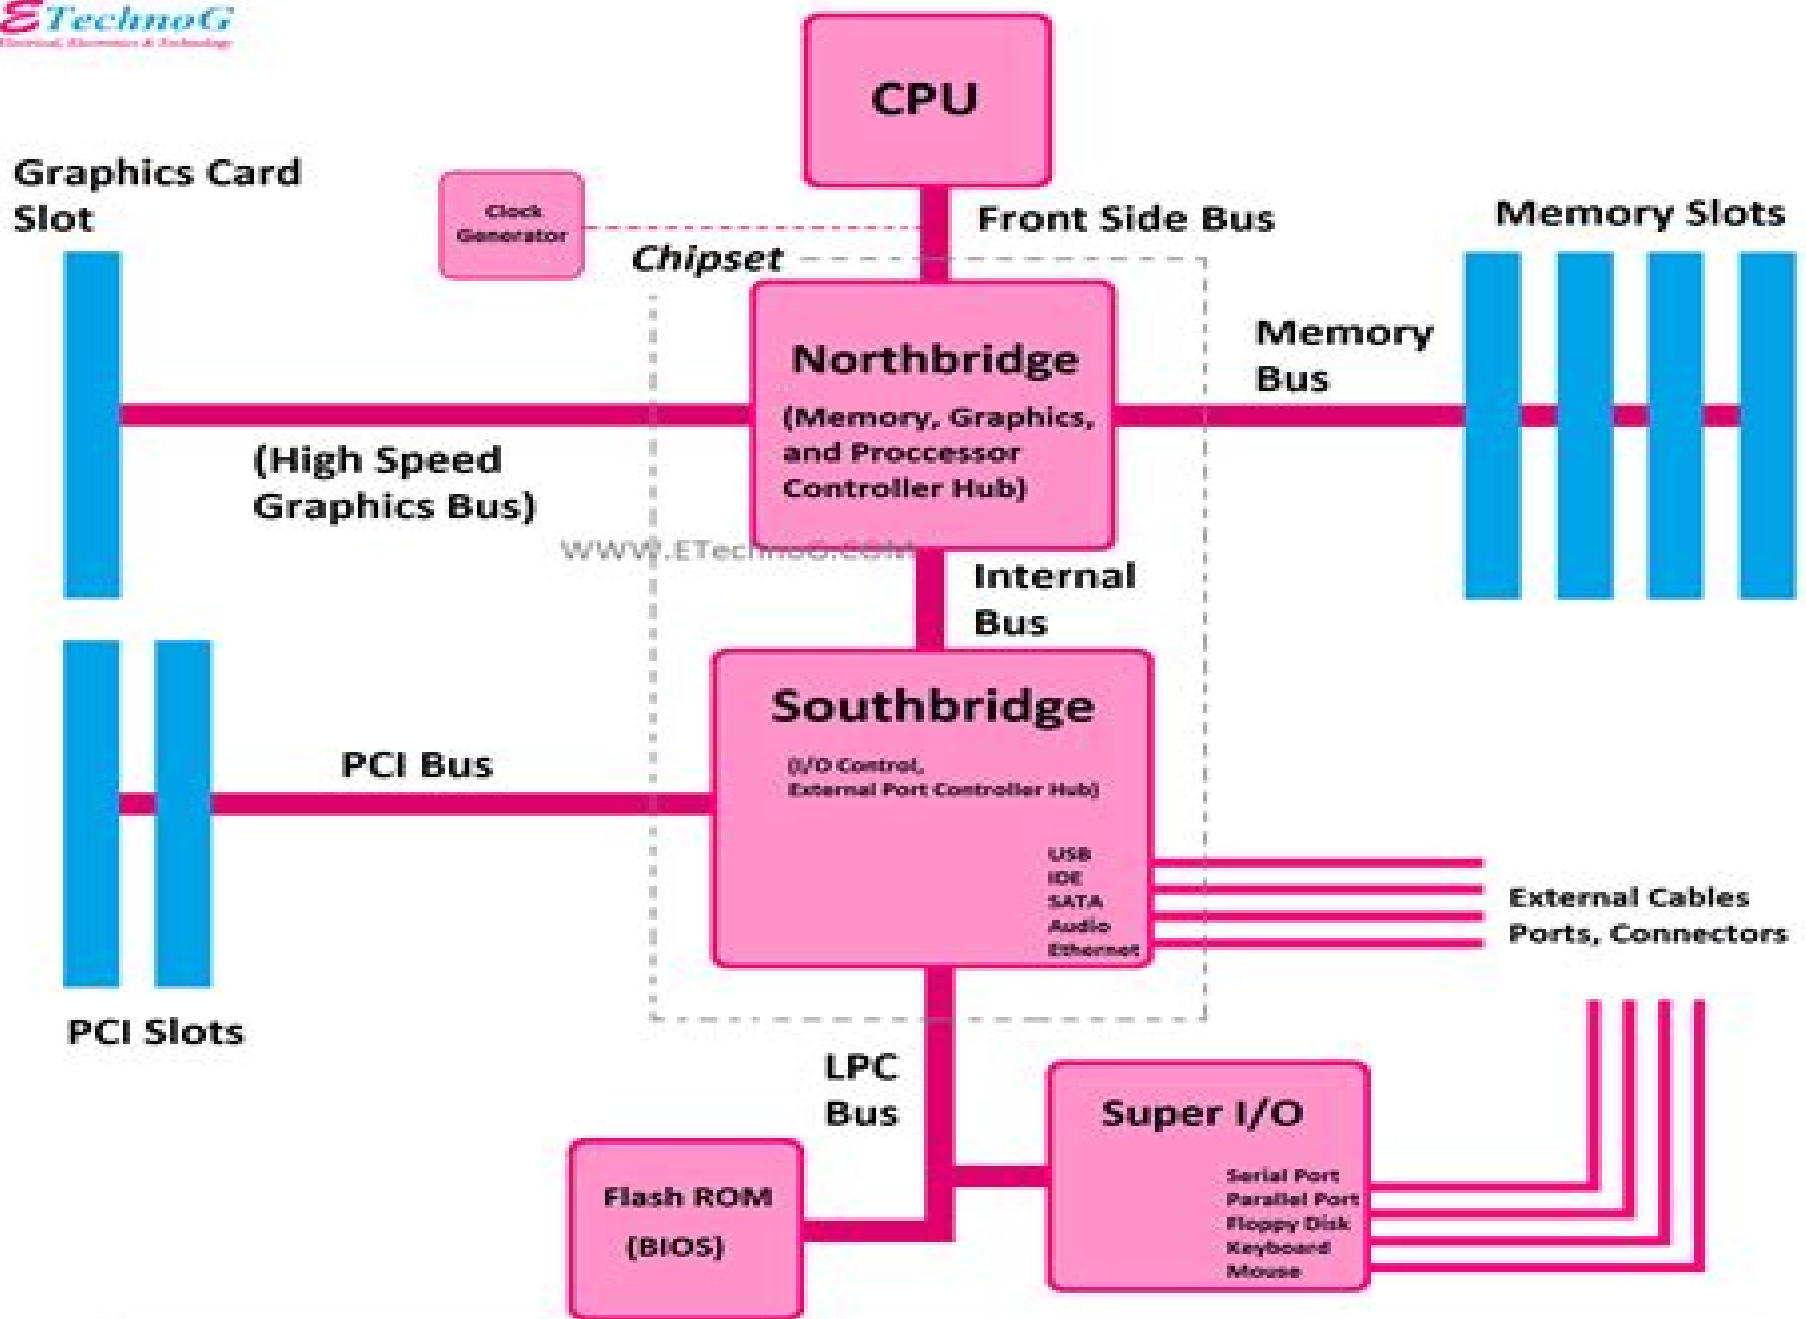 ETechnoG
Electrical, Electronics & Technology
CPU
Graphics Card
Slot
Clock
Generator
Front Side Bus
Memory Slots
Chipset
Memory
Bus
Northbridge
(Memory, Graphics,
and Proccessor
Controller Hub)
(High Speed
Graphics Bus)
WWW.ETechnoG.COM
Internal
Bus
Southbridge
(I/O Control,
External Port Controller Hub)
PCI Bus
USB
IDE
SATA
Audio
Ethernet
External Cables
Ports, Connectors
PCI Slots
LPC
Bus
Super I/O
Serial Port
Parallel Port
Floppy Disk
Keyboard
Mouse
Flash ROM
(BIOS)